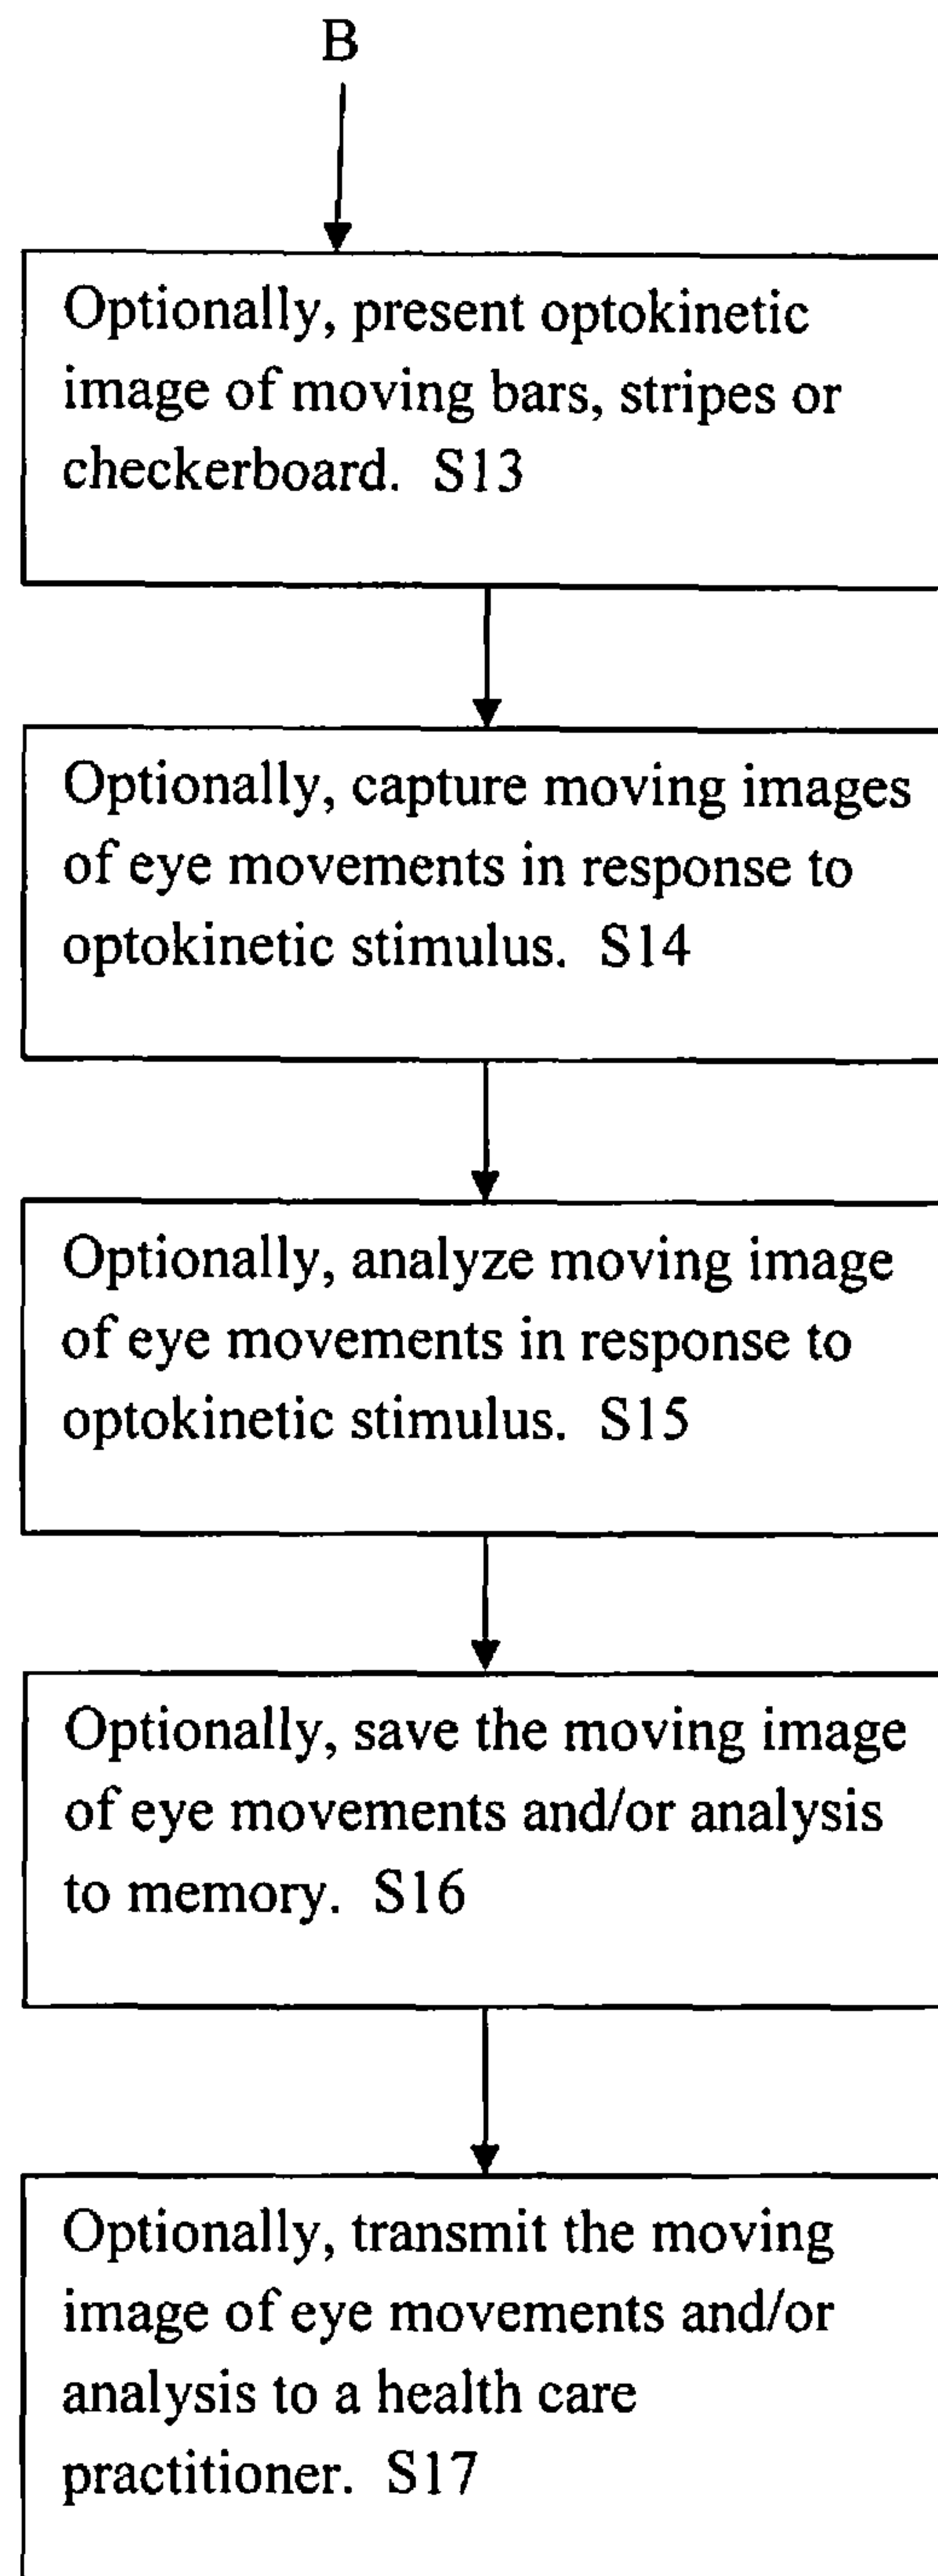 B
Optionally, present optokinetic
image of moving bars, stripes or
checkerboard. S13
Optionally, capture moving images
of eye movements in response to
optokinetic stimulus. S14
Optionally, analyze moving image
of eye movements in response to
optokinetic stimulus. S15
Optionally, save the moving image
of eye movements and/or analysis
to memory. S16
Optionally, transmit the moving
image of eye movements and/or
analysis to a health care
practitioner. S17